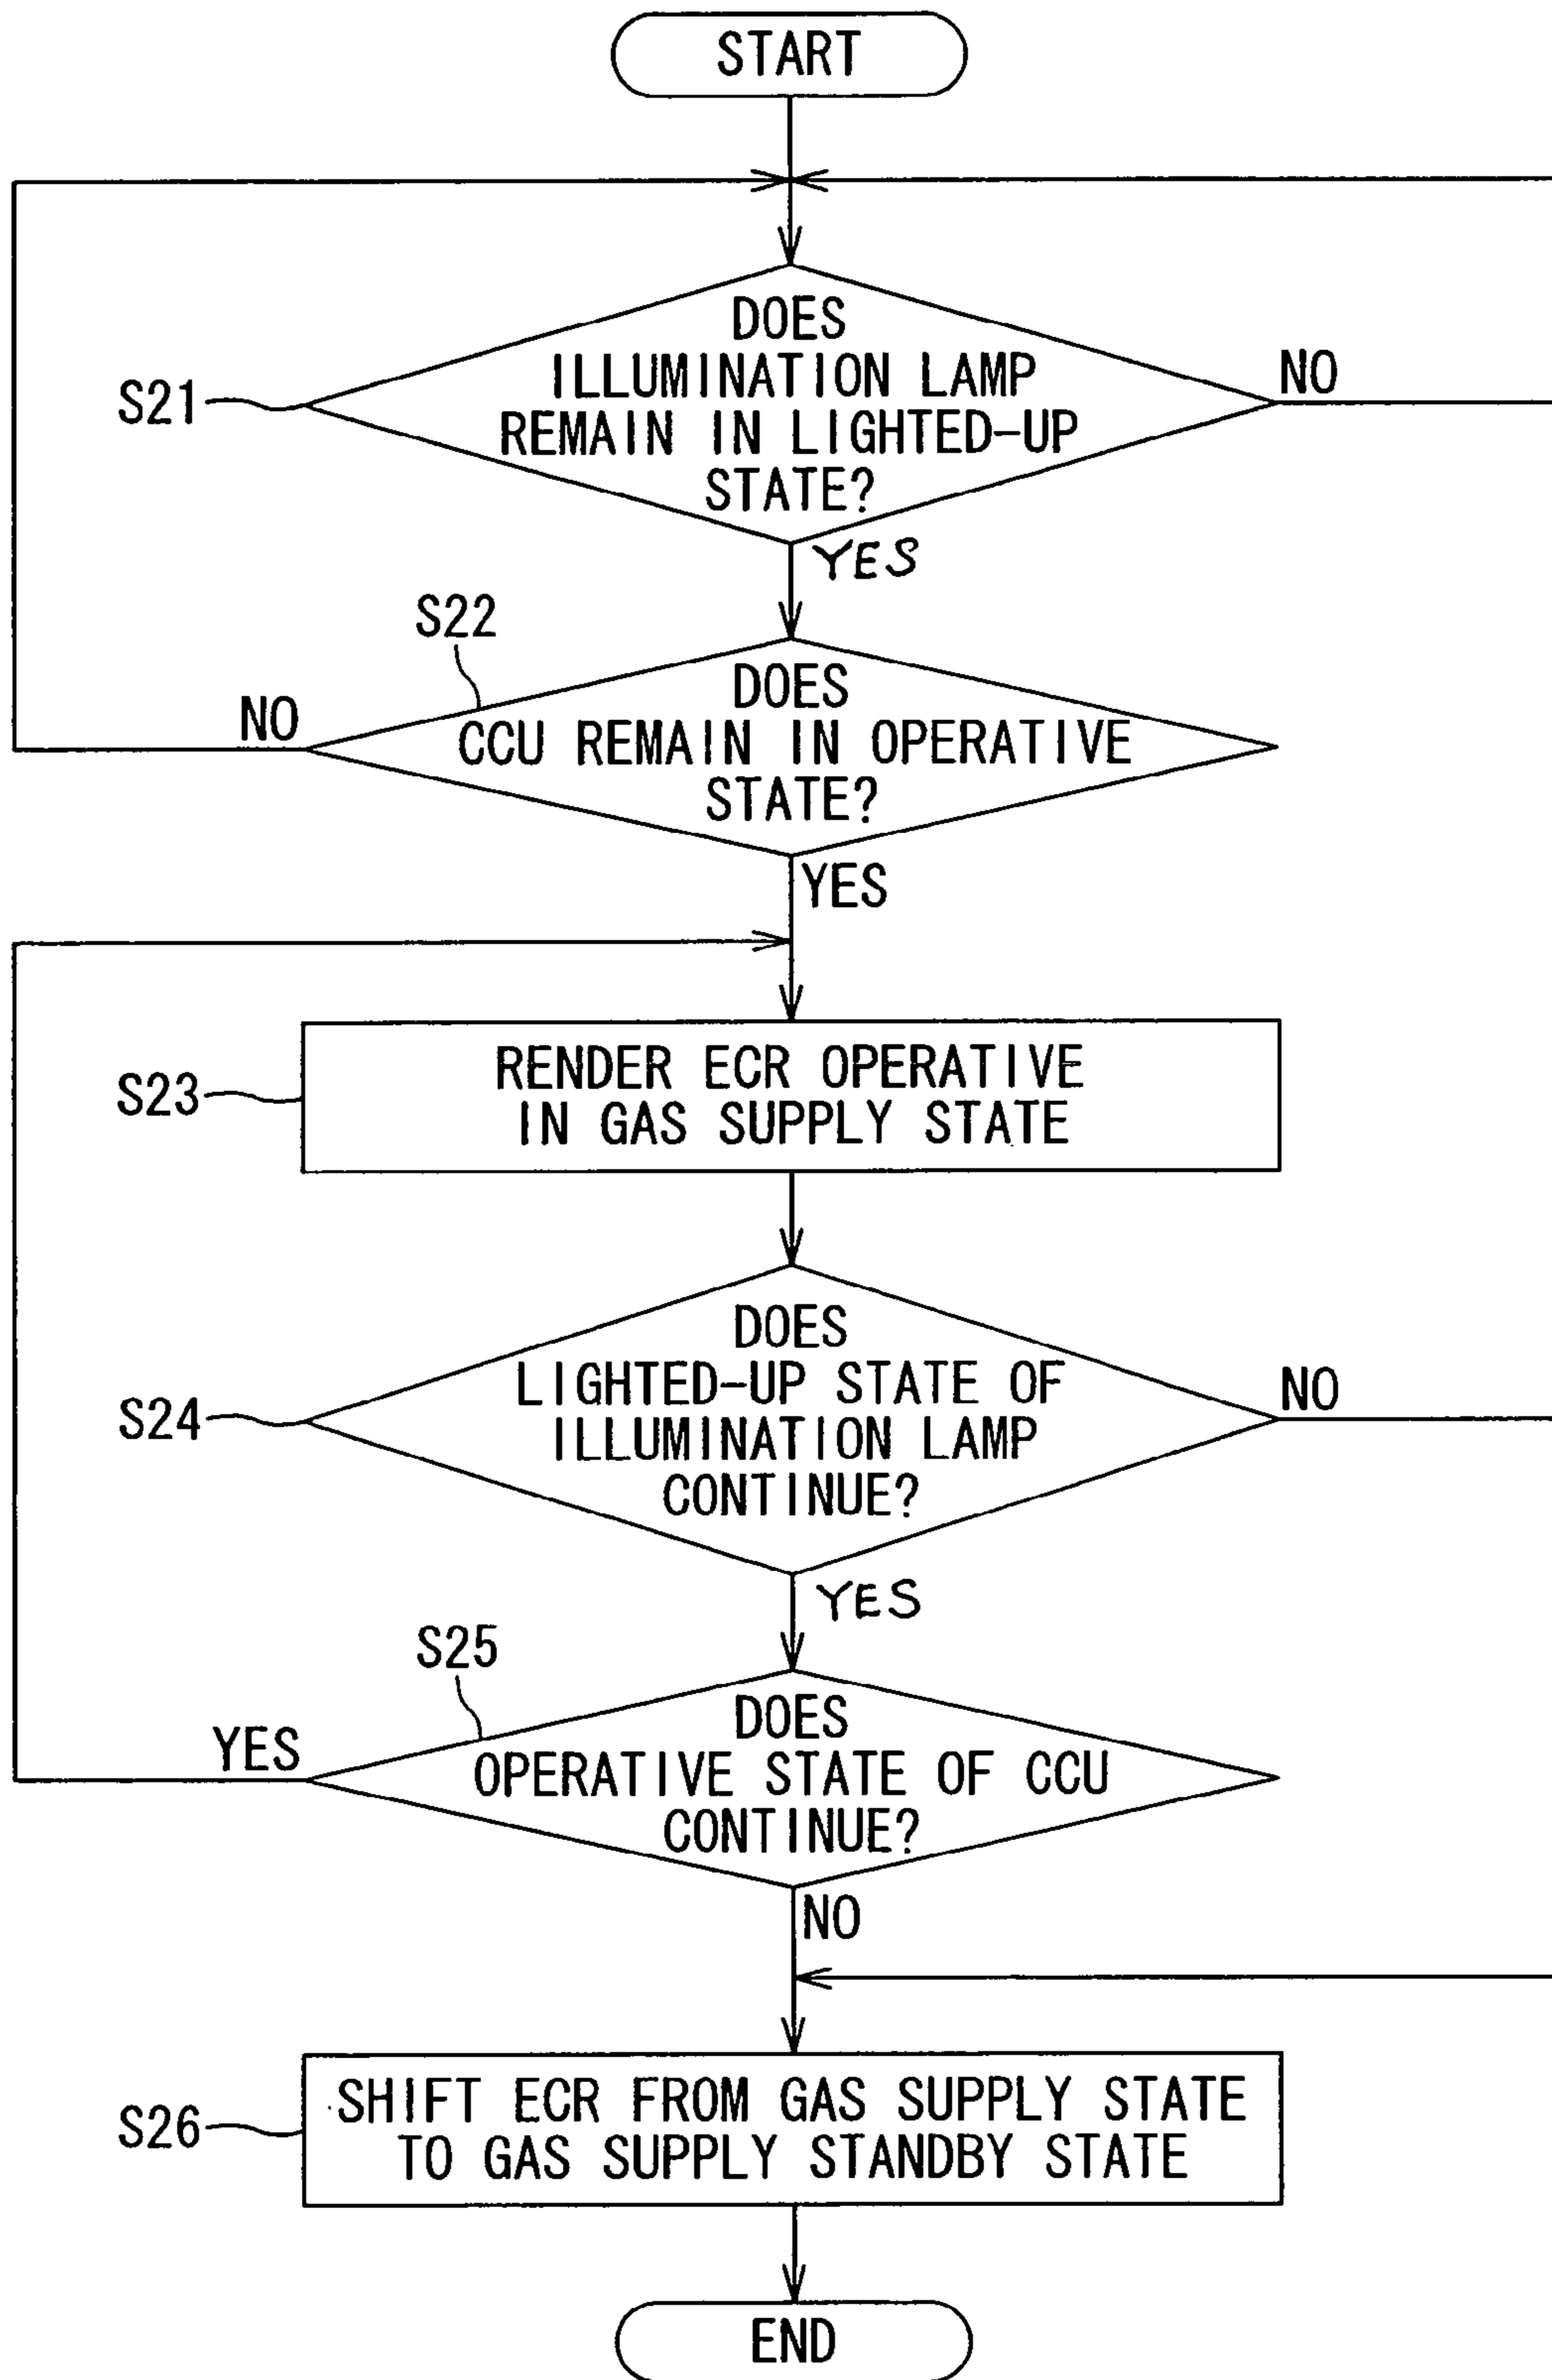 START
DOES
ILLUMINATION LAMP
REMAIN IN LIGHTED-UP
STATE?
S21
NO
YES
S22
DOES
CCU REMAIN IN OPERATIVE
STATE?
NO
YES
S23
RENDER ECR OPERATIVE
IN GAS SUPPLY STATE
DOES
LIGHTED-UP STATE OF
ILLUMINATION LAMP
CONTINUE?
S24
NO
YES
S25
DOES
OPERATIVE STATE OF CCU
CONTINUE?
YES
NO
S26
SHIFT ECR FROM GAS SUPPLY STATE
TO GAS SUPPLY STANDBY STATE
END